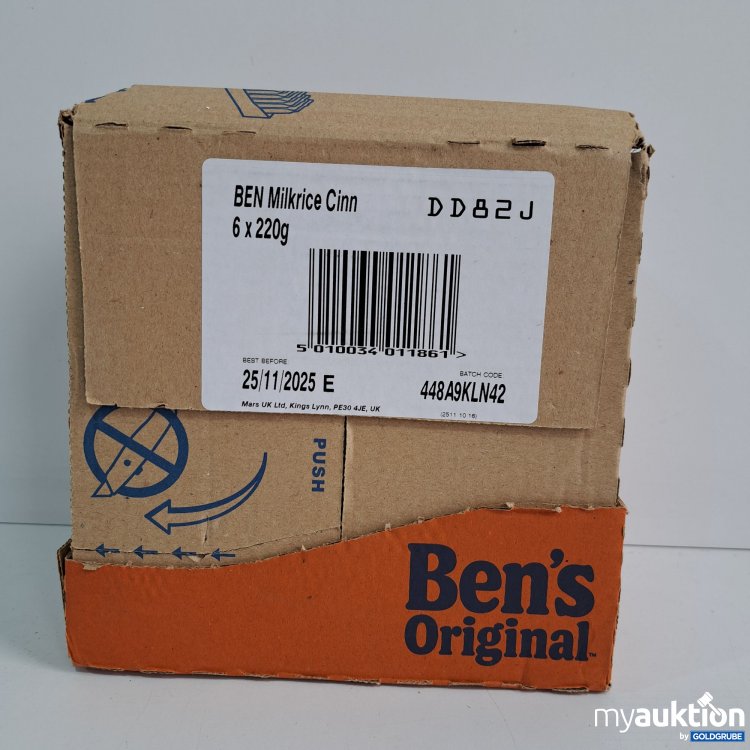 BEN Milkrice Cinn
6 x 220g
DD82J
5 010034 011861 >
BEST BEFORE
25/11/2025 E
BATCH CODE
448A9KLN42
Mars UK Ltd, Kings Lynn, PE30 4JE, UK
(2511 10 16)
PUSH
Ben's
Original™
myauktion
by GOLDGRUBE